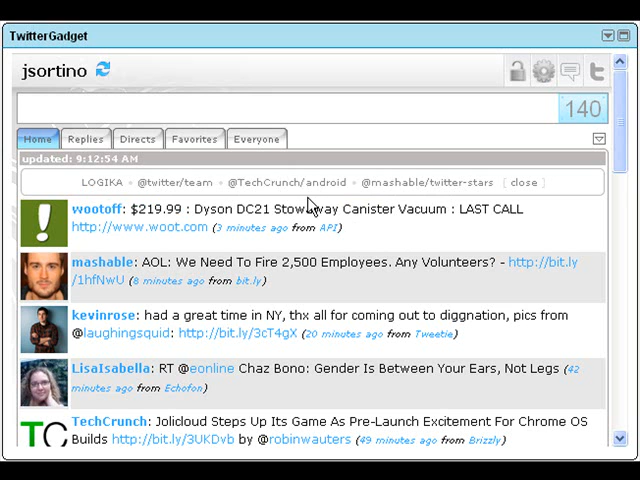 TwitterGadget
jsortino
140
Home Replies Directs Favorites Everyone
updated: 9:12:54 AM
LOGIKA • @twitter/team • @TechCrunch/android • @mashable/twitter-stars [ close ]
wootoff: $219.99 : Dyson DC21 Stowaway Canister Vacuum : LAST CALL
http://www.woot.com (3 minutes ago from API)
mashable: AOL: We Need To Fire 2,500 Employees. Any Volunteers? - http://bit.ly
/1hfNwU (8 minutes ago from bit.ly)
kevinrose: had a great time in NY, thx all for coming out to diggnation, pics from
@laughingsquid: http://bit.ly/3cT4gX (20 minutes ago from Tweetie)
LisaIsabella: RT @eonline Chaz Bono: Gender Is Between Your Ears, Not Legs (42
minutes ago from Echofon)
TechCrunch: Jolicloud Steps Up Its Game As Pre-Launch Excitement For Chrome OS
Builds http://bit.ly/3UKDvb by @robinwauters (49 minutes ago from Brizzly)
TC